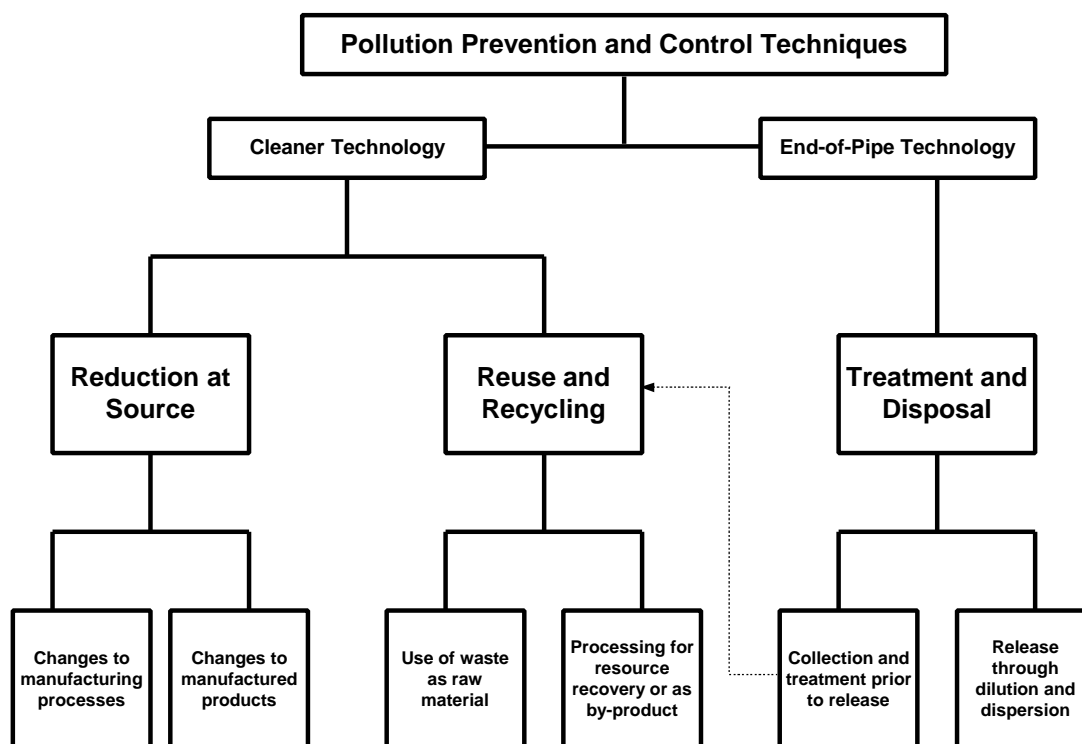 Pollution Prevention and Control Techniques
Cleaner Technology
End-of-Pipe Technology
Reduction at
Source
Reuse and
Recycling
Treatment and
Disposal
Changes to
manufacturing
processes
Changes to
manufactured
products
Use of waste
as raw
material
Processing for
resource
recovery or as
by-product
Collection and
treatment prior
to release
Release
through
dilution and
dispersion